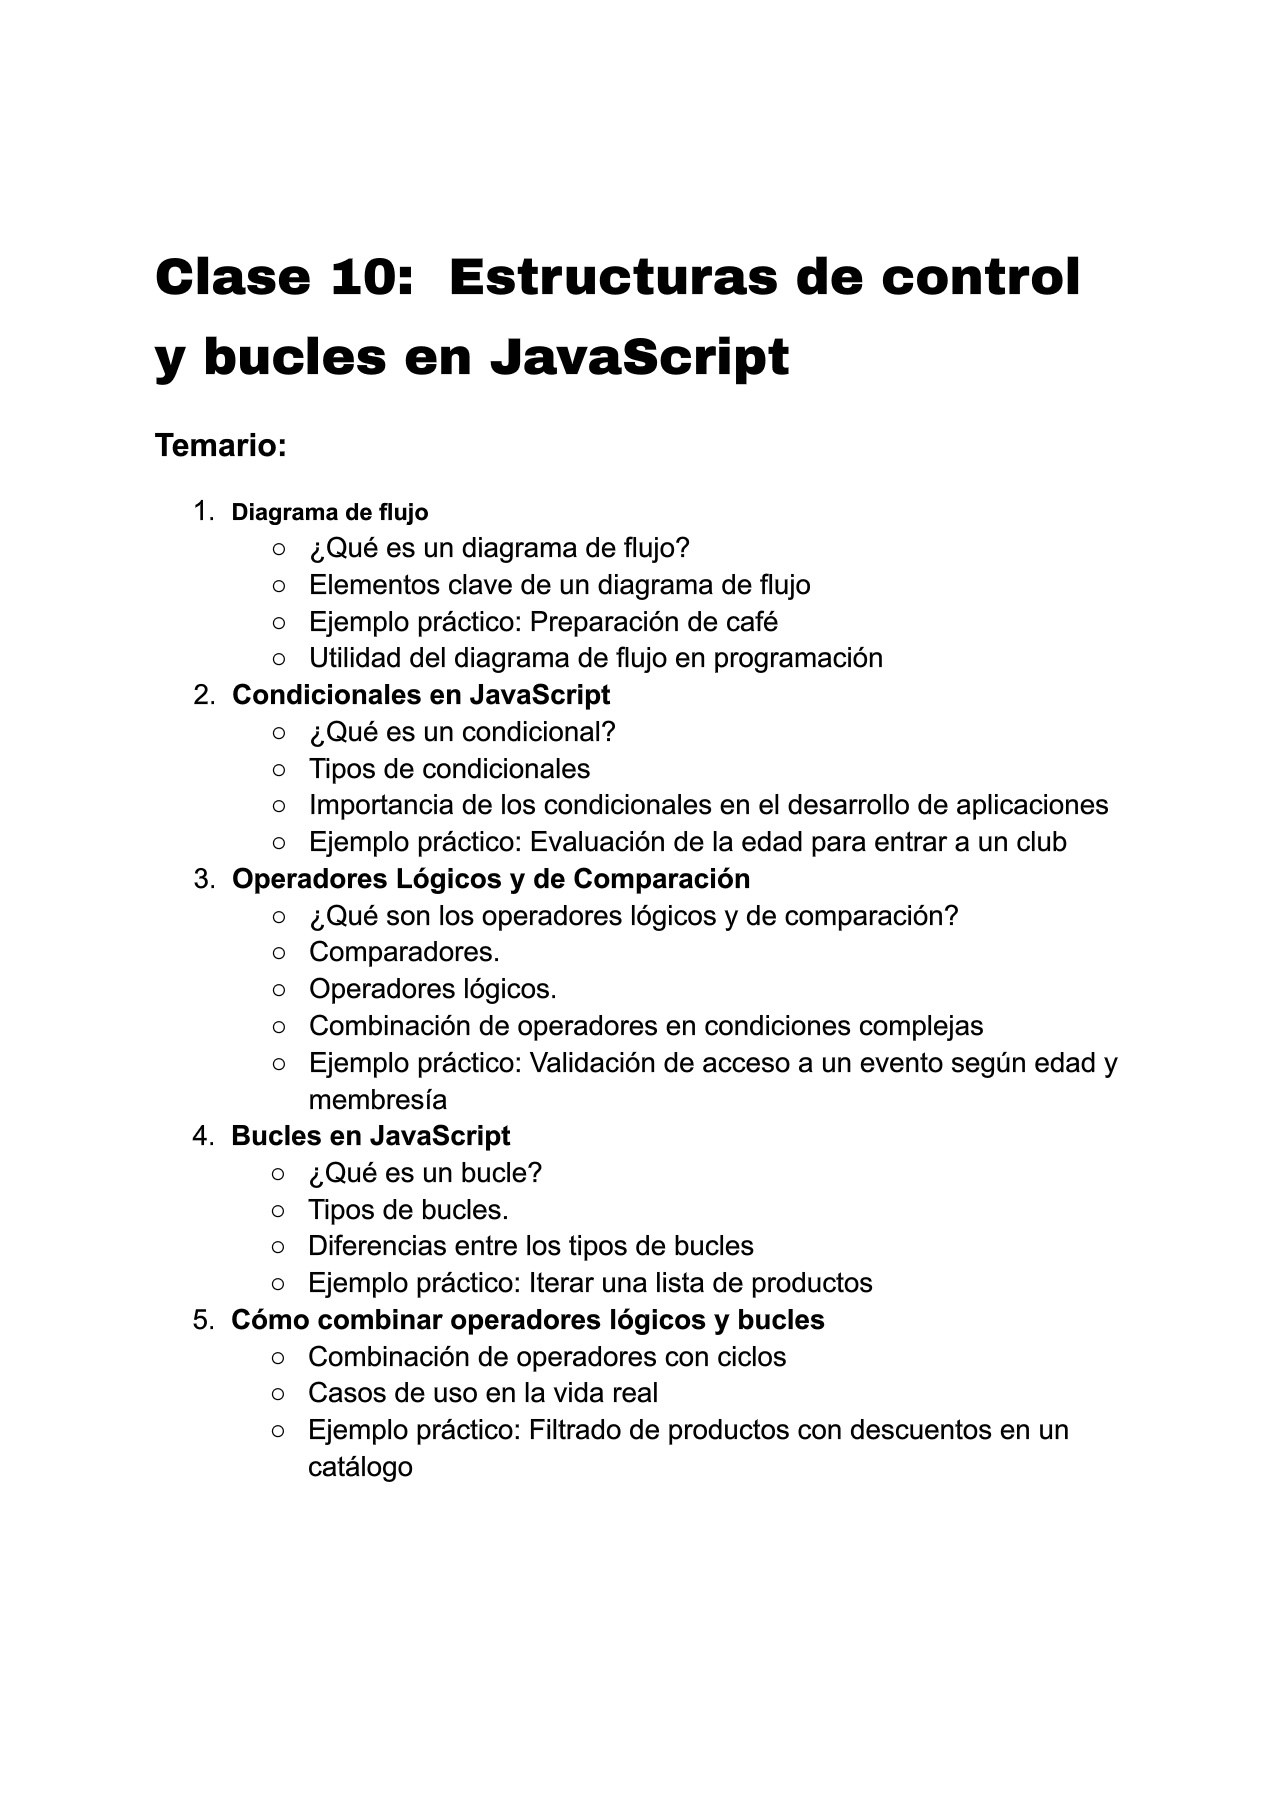 Clase 10:  Estructuras de control
y bucles en JavaScript
Temario:
1. Diagrama de flujo
○ ¿Qué es un diagrama de flujo?
○ Elementos clave de un diagrama de flujo
○ Ejemplo práctico: Preparación de café
○ Utilidad del diagrama de flujo en programación
2. Condicionales en JavaScript
○ ¿Qué es un condicional?
○ Tipos de condicionales
○ Importancia de los condicionales en el desarrollo de aplicaciones
○ Ejemplo práctico: Evaluación de la edad para entrar a un club
3. Operadores Lógicos y de Comparación
○ ¿Qué son los operadores lógicos y de comparación?
○ Comparadores.
○ Operadores lógicos.
○ Combinación de operadores en condiciones complejas
○ Ejemplo práctico: Validación de acceso a un evento según edad y
membresía
4. Bucles en JavaScript
○ ¿Qué es un bucle?
○ Tipos de bucles.
○ Diferencias entre los tipos de bucles
○ Ejemplo práctico: Iterar una lista de productos
5. Cómo combinar operadores lógicos y bucles
○ Combinación de operadores con ciclos
○ Casos de uso en la vida real
○ Ejemplo práctico: Filtrado de productos con descuentos en un
catálogo